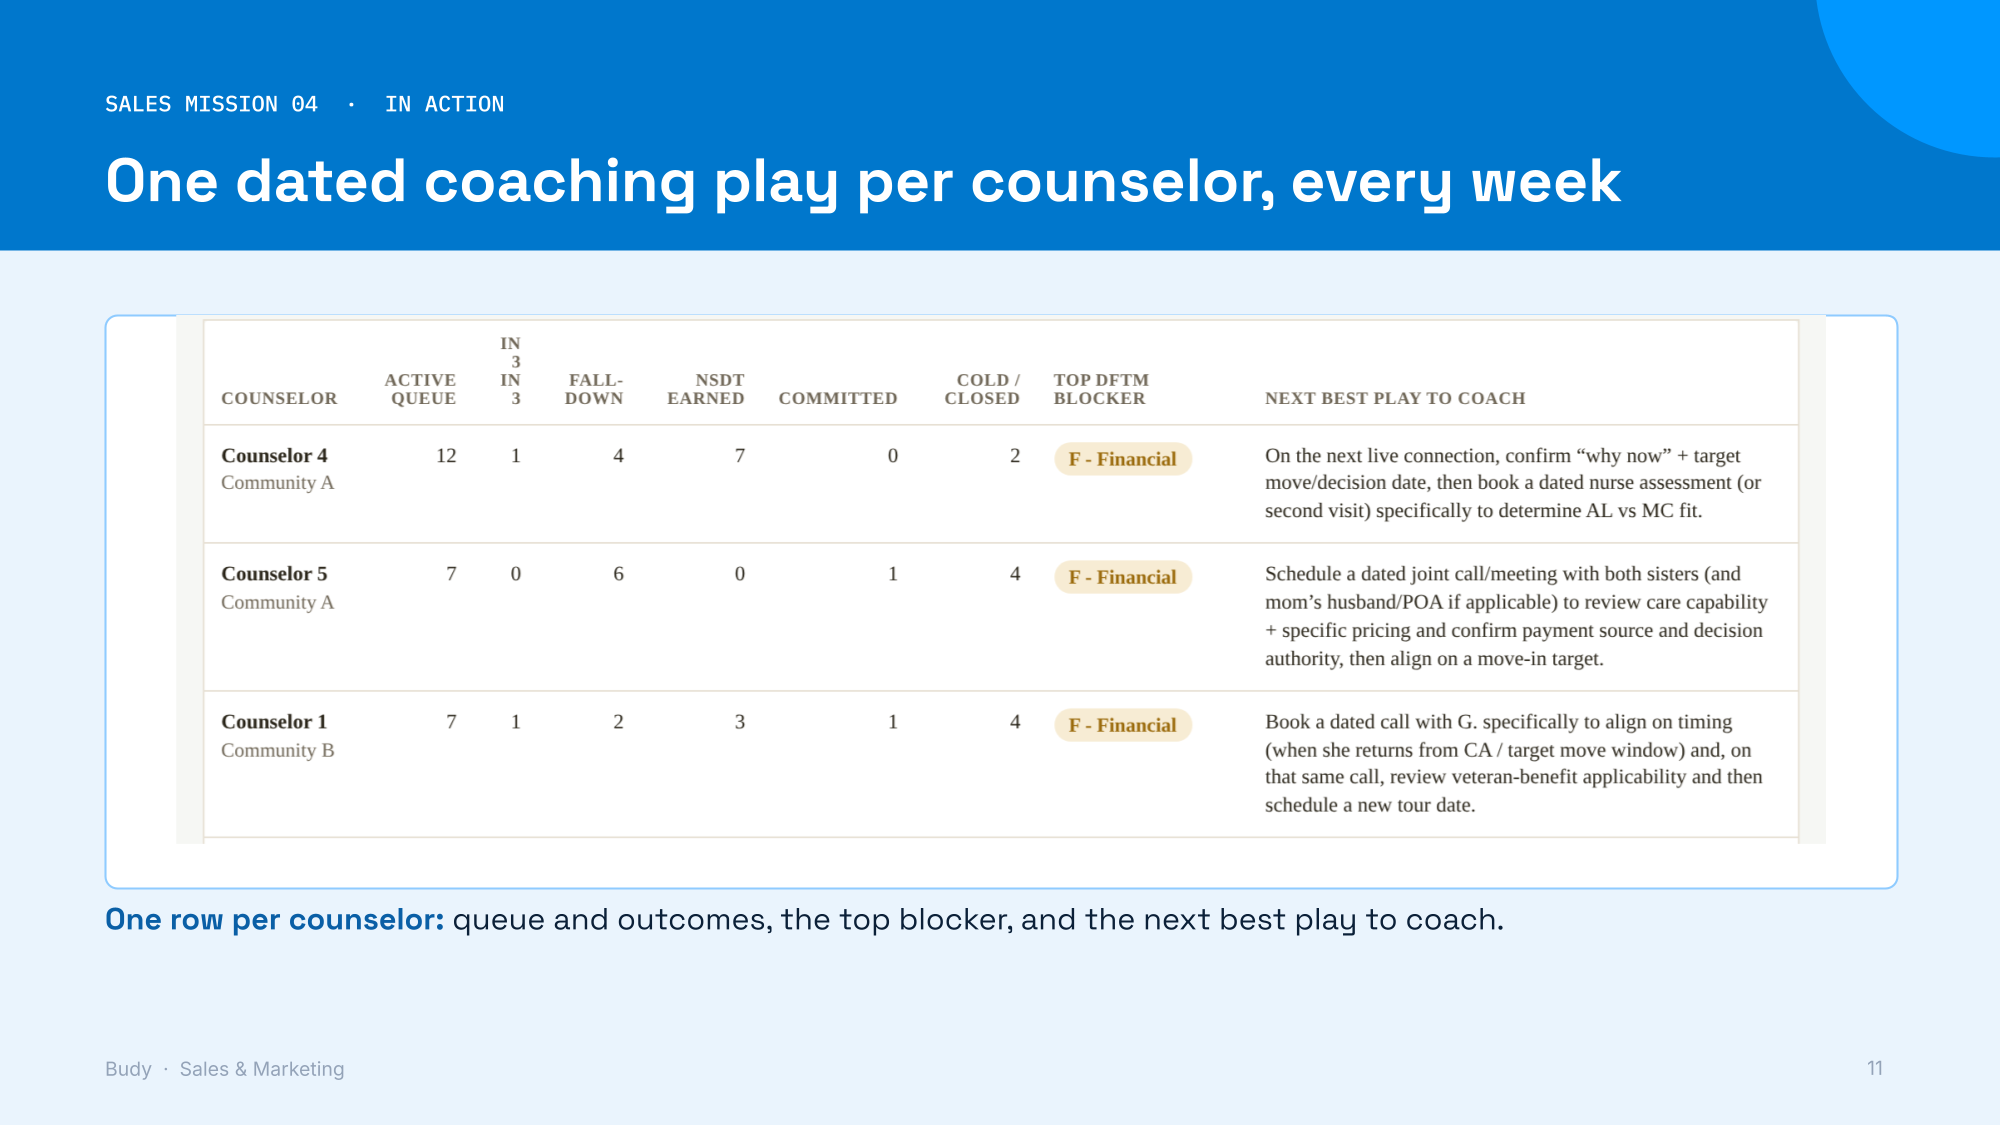 SALES MISSION 04 · IN ACTION
One dated coaching play per counselor, every week
COUNSELOR
ACTIVE
QUEUE
IN
3
IN
3
FALL-
DOWN
NSDT
EARNED
COMMITTED
COLD /
CLOSED
TOP DFTM
BLOCKER
NEXT BEST PLAY TO COACH
Counselor 4
Community A
12
1
4
7
0
2
F - Financial
On the next live connection, confirm “why now” + target
move/decision date, then book a dated nurse assessment (or
second visit) specifically to determine AL vs MC fit.
Counselor 5
Community A
7
0
6
0
1
4
F - Financial
Schedule a dated joint call/meeting with both sisters (and
mom’s husband/POA if applicable) to review care capability
+ specific pricing and confirm payment source and decision
authority, then align on a move-in target.
Counselor 1
Community B
7
1
2
3
1
4
F - Financial
Book a dated call with G. specifically to align on timing
(when she returns from CA / target move window) and, on
that same call, review veteran-benefit applicability and then
schedule a new tour date.
One row per counselor: queue and outcomes, the top blocker, and the next best play to coach.
Budy · Sales & Marketing
11